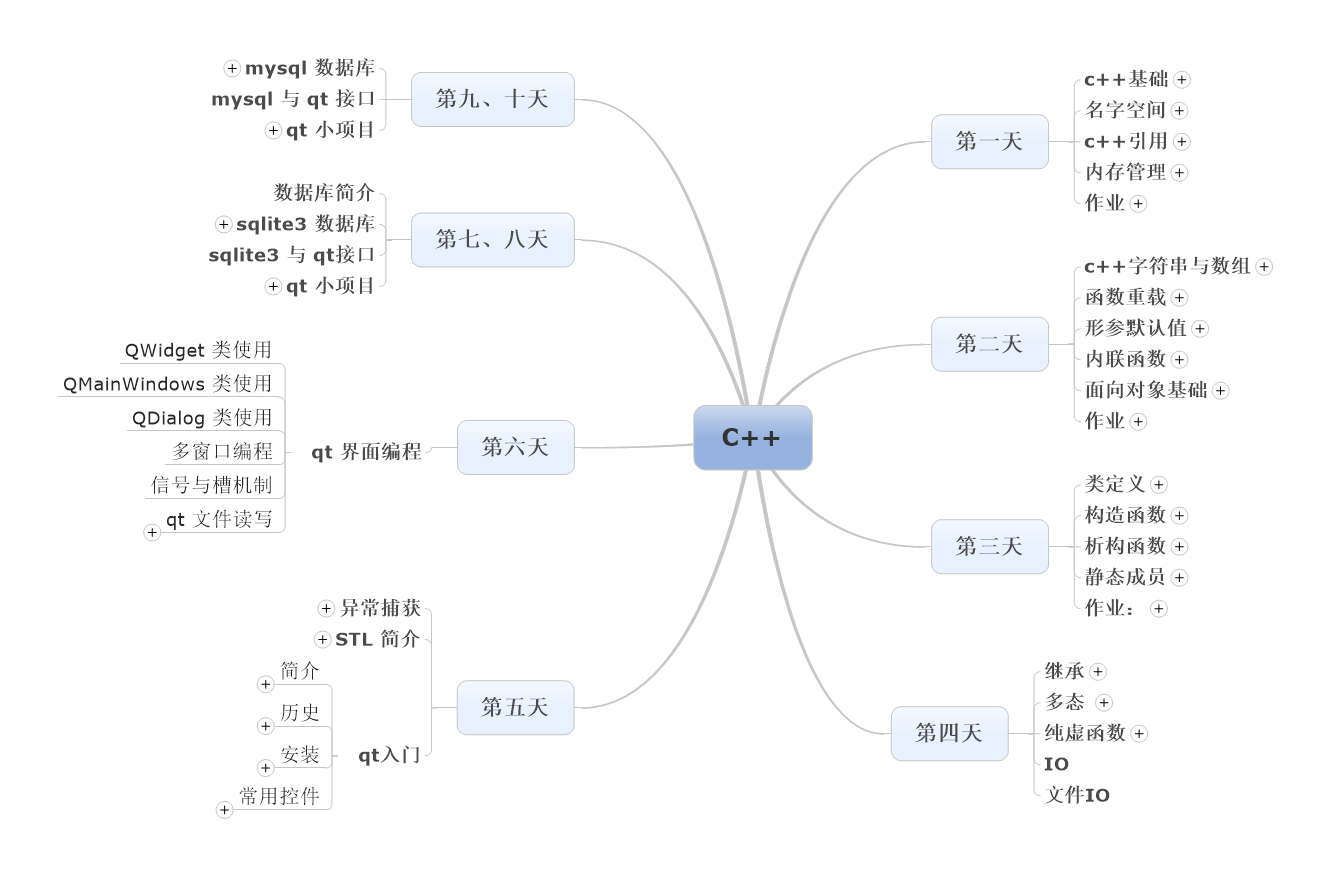 C++
第一天
c++基础
名字空间
c++引用
内存管理
作业
第二天
c++字符串与数组
函数重载
形参默认值
内联函数
面向对象基础
作业
第三天
类定义
构造函数
析构函数
静态成员
作业：
第四天
继承
多态
纯虚函数
IO
文件IO
第五天
异常捕获
STL 简介
qt入门
简介
历史
安装
常用控件
第六天
qt 界面编程
QWidget 类使用
QMainWindows 类使用
QDialog 类使用
多窗口编程
信号与槽机制
qt 文件读写
第七、八天
数据库简介
sqlite3 数据库
sqlite3 与 qt接口
qt 小项目
第九、十天
mysql 数据库
mysql 与 qt 接口
qt 小项目